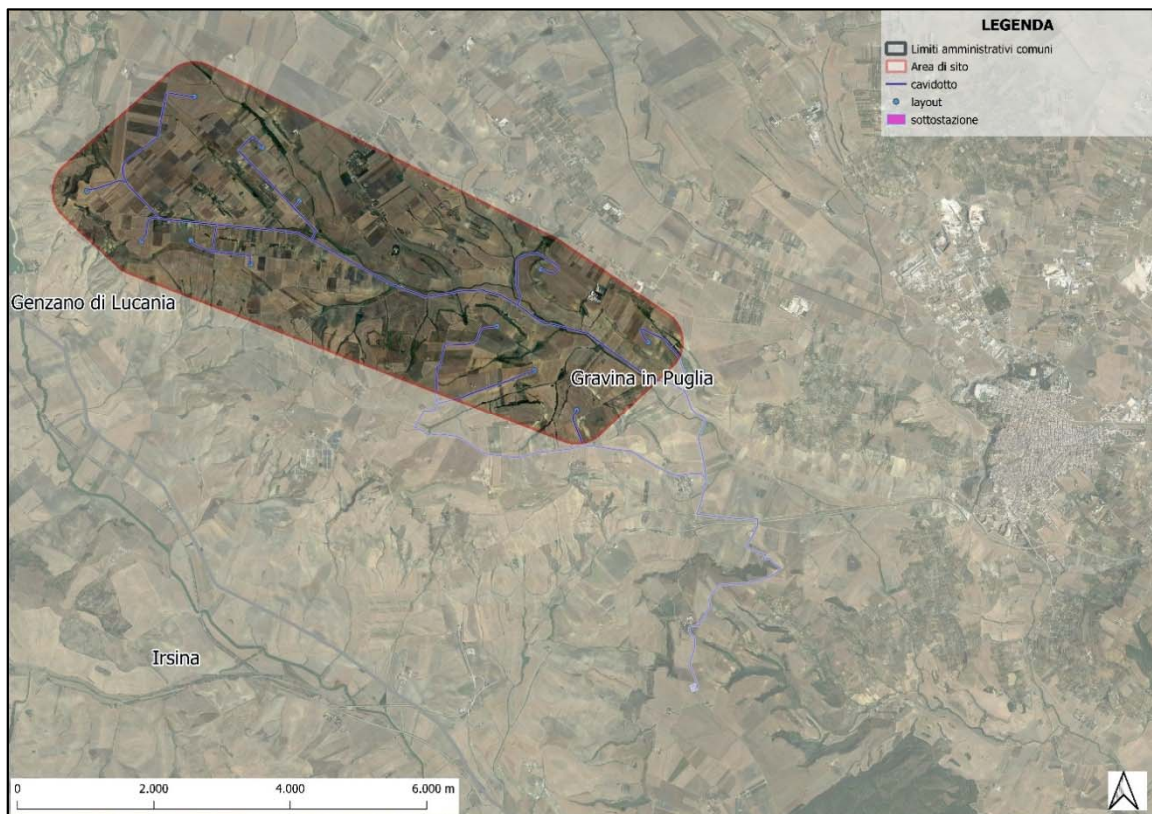 LEGENDA
Limiti amministrativi comuni
Area di sito
cavidotto
layout
sottostazione
Genzano di Lucania
Gravina in Puglia
Irsina
0 2.000 4.000 6.000 m